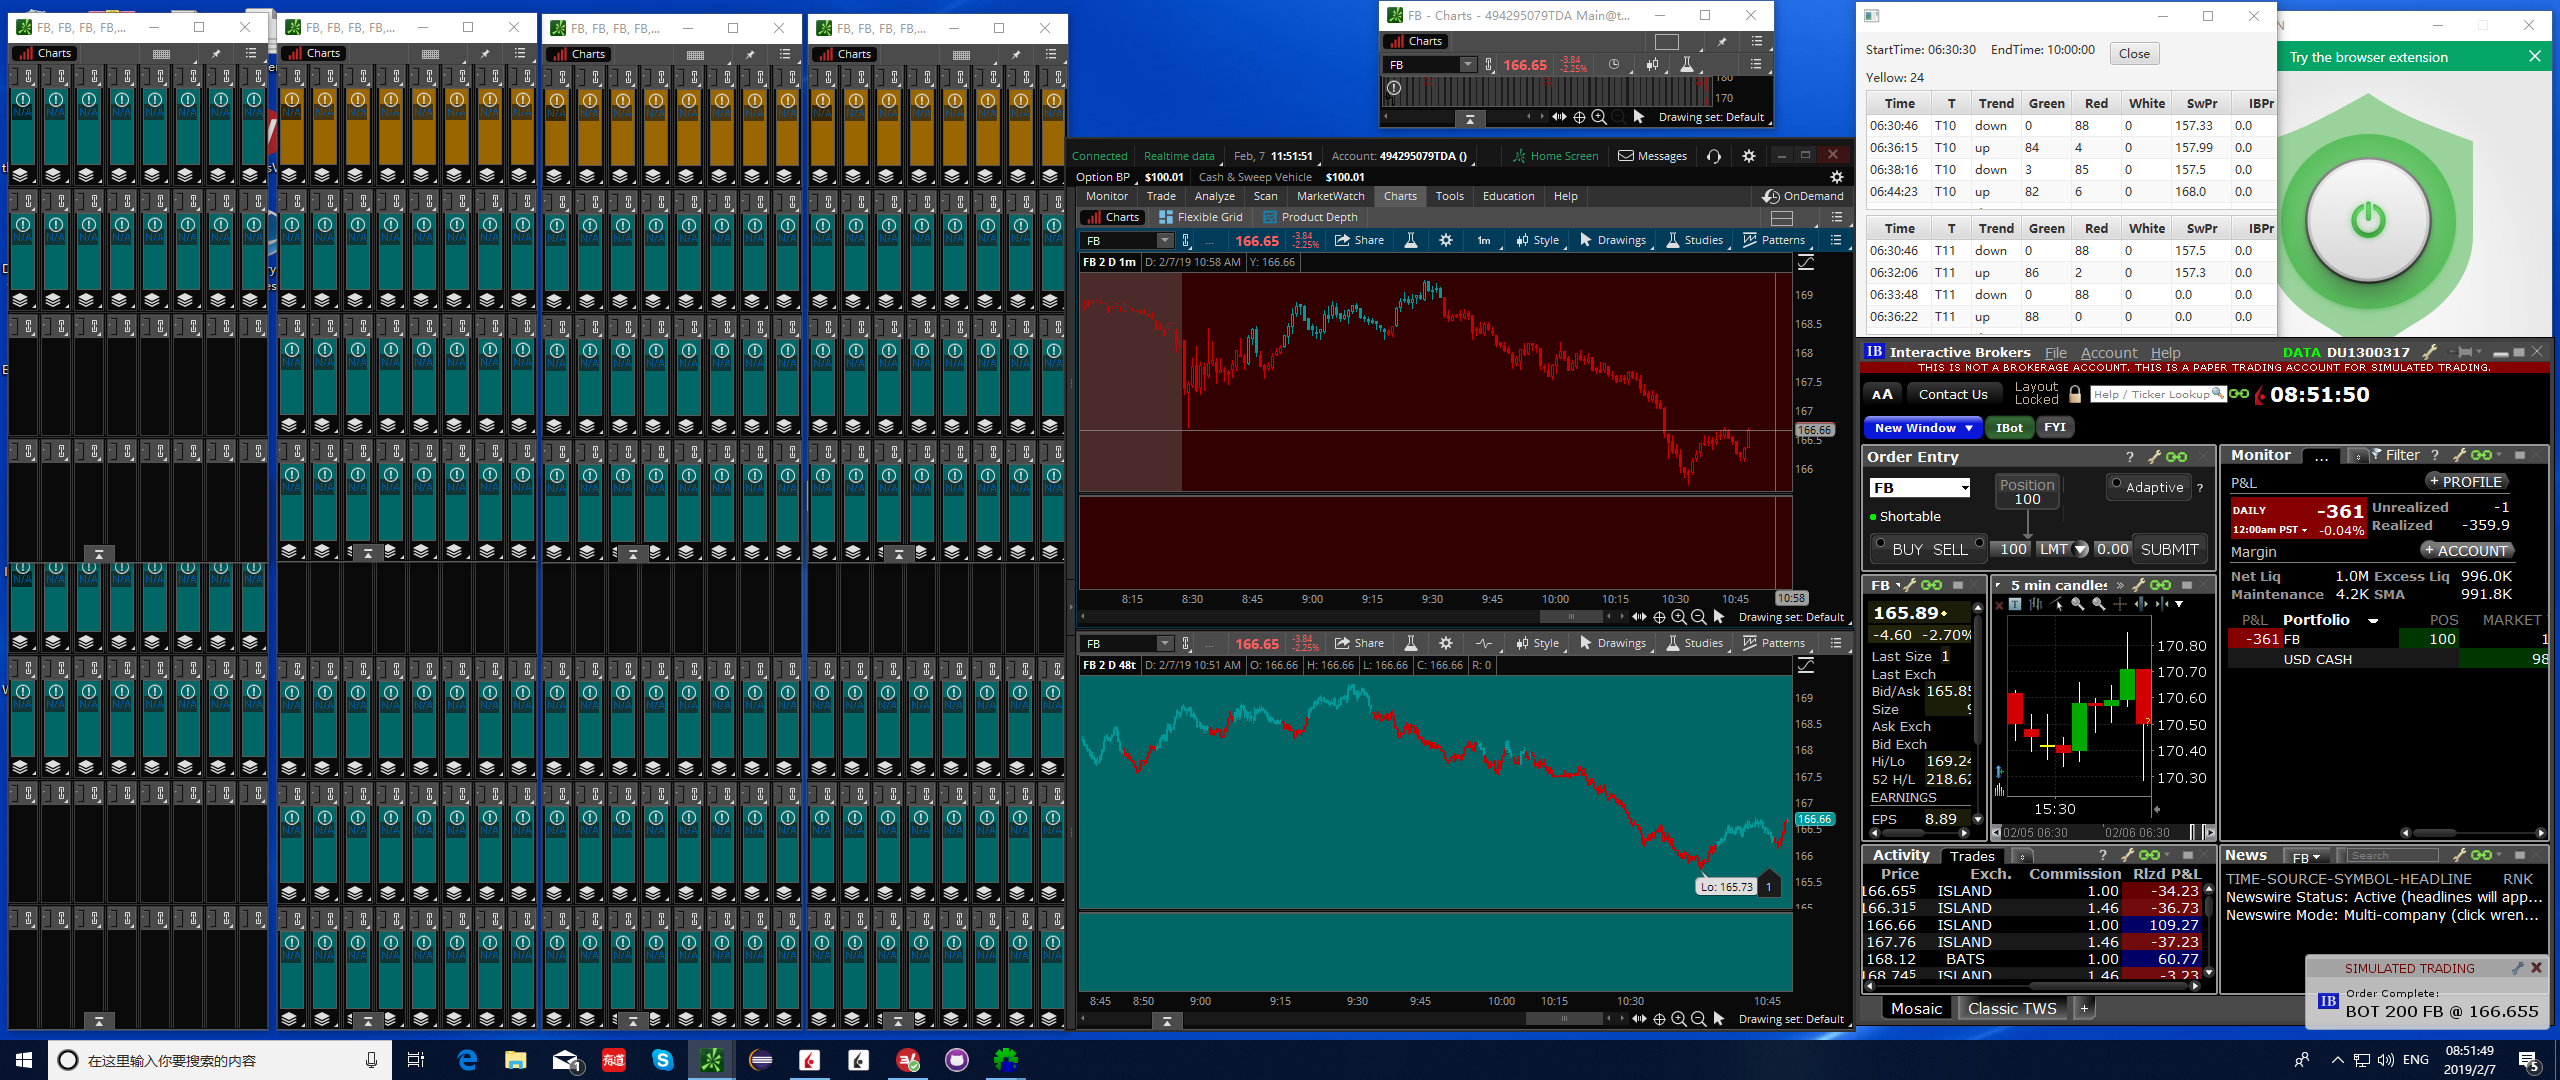 FB, FB, FB, FB,...
Charts
FB, FB, FB, FB,...
Charts
FB, FB, FB, FB,...
Charts
FB, FB, FB, FB,...
Charts
FB - Charts - 494295079TDA Main@t...
Charts
FB 166.65 -3.84 -2.25%
180
170
Drawing set: Default
Connected Realtime data Feb, 7 11:51:51 Account: 494295079TDA () Home Screen Messages
Option BP $100.01 Cash & Sweep Vehicle $100.01
Monitor Trade Analyze Scan MarketWatch Charts Tools Education Help OnDemand
Charts Flexible Grid Product Depth
FB ... 166.65 -3.84 -2.25% Share 1m Style Drawings Studies Patterns
FB 2 D 1m D: 2/7/19 10:58 AM Y: 166.66
169
168.5
168
167.5
167
166.66
166.5
166
8:15 8:30 8:45 9:00 9:15 9:30 9:45 10:00 10:15 10:30 10:45 10:58
Drawing set: Default
FB ... 166.65 -3.84 -2.25% Share Style Drawings Studies Patterns
FB 2 D 48t D: 2/7/19 10:51 AM O: 166.66 H: 166.66 L: 166.66 C: 166.66 R: 0
169
168.5
168
167.5
167
166.66
166.5
166
165.5
165
Lo: 165.73 1
8:45 8:50 9:00 9:15 9:30 9:45 10:00 10:15 10:30 10:45
Drawing set: Default
StartTime: 06:30:30 EndTime: 10:00:00 Close
Yellow: 24
Time T Trend Green Red White SwPr IBPr
06:30:46 T10 down 0 88 0 157.33 0.0
06:36:15 T10 up 84 4 0 157.99 0.0
06:38:16 T10 down 3 85 0 157.5 0.0
06:44:23 T10 up 82 6 0 168.0 0.0
Time T Trend Green Red White SwPr IBPr
06:30:46 T11 down 0 88 0 157.5 0.0
06:32:06 T11 up 86 2 0 157.3 0.0
06:33:48 T11 down 0 88 0 0.0 0.0
06:36:22 T11 up 88 0 0 0.0 0.0
N
Try the browser extension
IB Interactive Brokers File Account Help DATA DU1300317
THIS IS NOT A BROKERAGE ACCOUNT. THIS IS A PAPER TRADING ACCOUNT FOR SIMULATED TRADING.
AA Contact Us Layout Locked Help / Ticker Lookup 08:51:50
New Window IBot FYI
Order Entry ?
FB Position 100 Adaptive ?
Shortable
BUY SELL 100 LMT 0.00 SUBMIT
Monitor ... Filter ?
P&L + PROFILE
DAILY -361 Unrealized -1
12:00am PST -0.04% Realized -359.9
Margin + ACCOUNT
Net Liq 1.0M Excess Liq 996.0K
Maintenance 4.2K SMA 991.8K
P&L Portfolio POS MARKET
-361 FB 100 1
USD CASH 98
FB
165.89
-4.60 -2.70%
Last Size 1
Last Exch
Bid/Ask 165.85
Size 9
Ask Exch
Bid Exch
Hi/Lo 169.24
52 H/L 218.62
EARNINGS
EPS 8.89
5 min candles
170.80
170.70
170.60
170.50
170.40
170.30
15:30
02/05 06:30 02/06 06:30
Activity Trades ?
Price Exch. Commission Rlzd P&L
166.655 ISLAND 1.00 -34.23
166.315 ISLAND 1.46 -36.73
166.66 ISLAND 1.00 109.27
167.76 ISLAND 1.46 -37.23
168.12 BATS 1.00 60.77
168.745 ISLAND 1.46 -3.23
News FB Search
TIME-SOURCE-SYMBOL-HEADLINE RNK
Newswire Status: Active (headlines will app...
Newswire Mode: Multi-company (click wren...
SIMULATED TRADING
IB Order Complete:
BOT 200 FB @ 166.655
Mosaic Classic TWS +
在这里输入你要搜索的内容
有道
ENG
08:51:49
2019/2/7